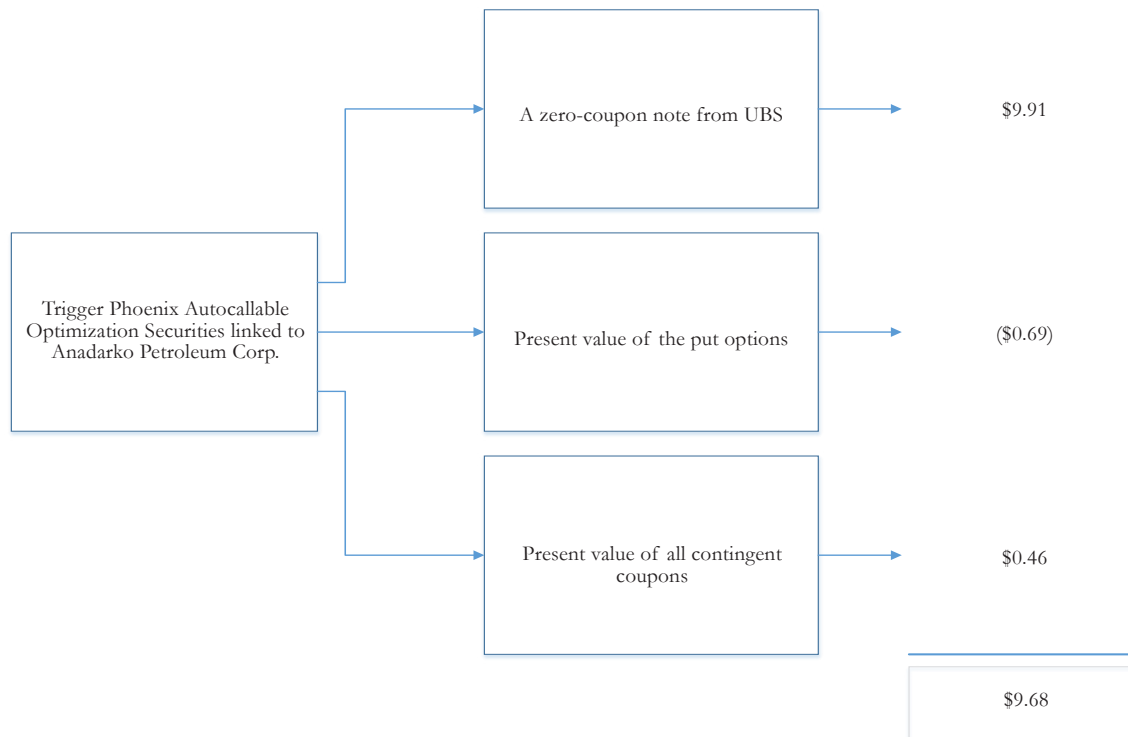 A zero-coupon note from UBS
$9.91
Trigger Phoenix Autocallable
Optimization Securities linked to
Anadarko Petroleum Corp.
Present value of the put options
($0.69)
Present value of all contingent
coupons
$0.46
$9.68